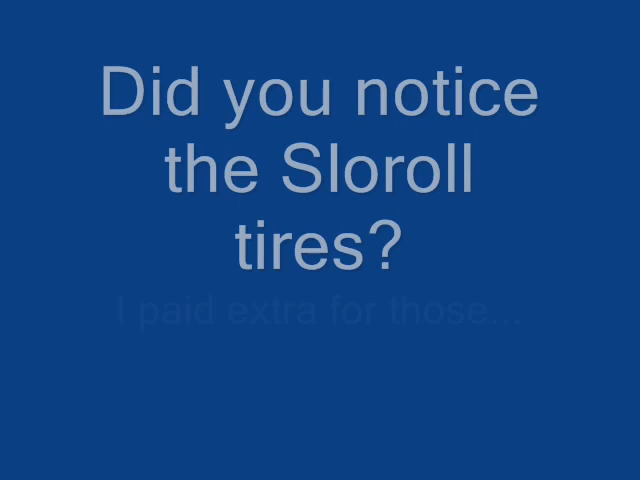 Did you notice
the Sloroll
tires?
I paid extra for those...